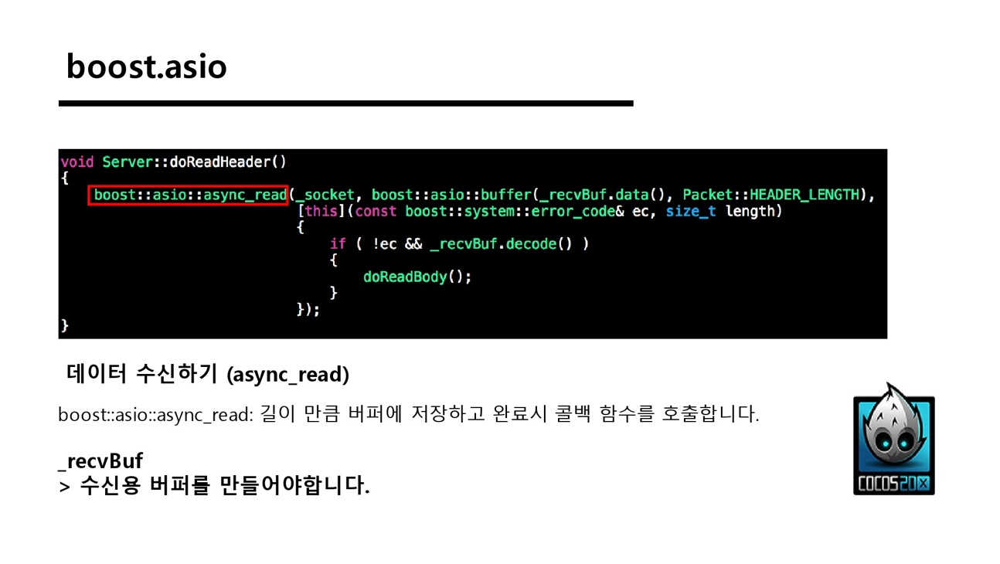 boost.asio
void Server::doReadHeader()
{
boost::asio::async_read(_socket, boost::asio::buffer(_recvBuf.data(), Packet::HEADER_LENGTH),
[this](const boost::system::error_code& ec, size_t length)
{
if ( !ec && _recvBuf.decode() )
{
doReadBody();
}
});
}
데이터 수신하기 (async_read)
boost::asio::async_read: 길이 만큼 버퍼에 저장하고 완료시 콜백 함수를 호출합니다.
_recvBuf
> 수신용 버퍼를 만들어야합니다.
COCOS2DX